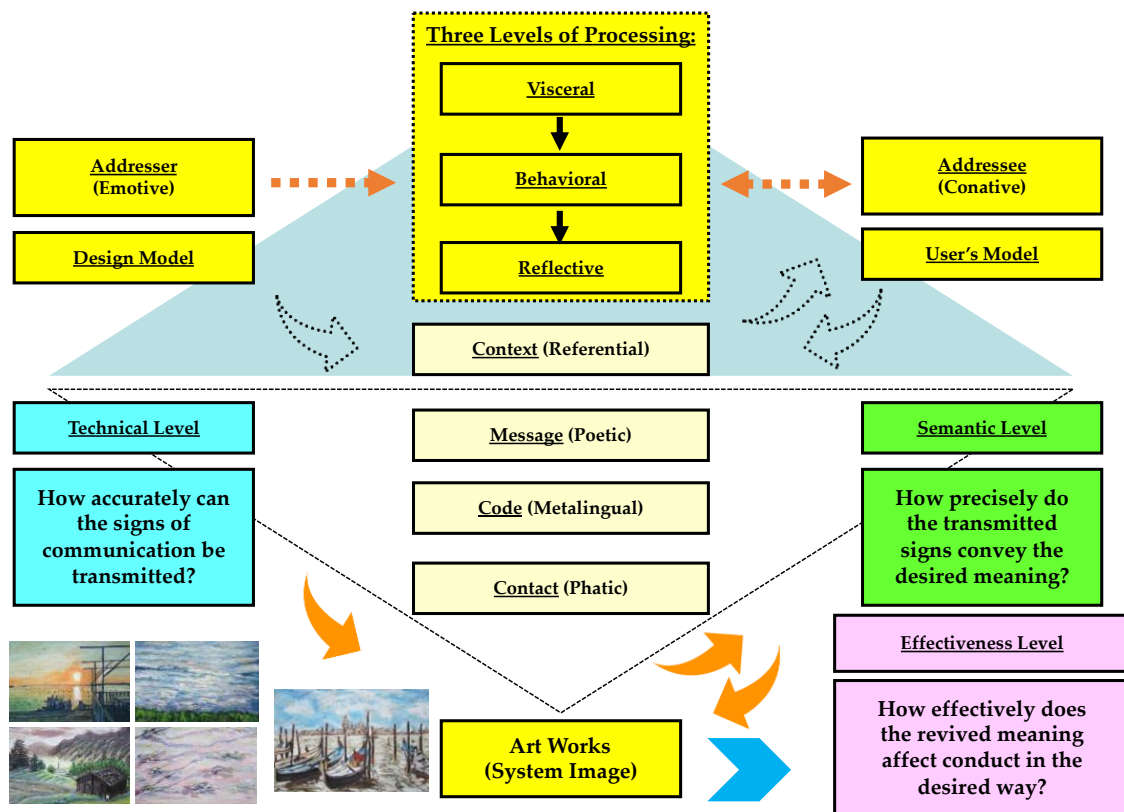 Three Levels of Processing:
Visceral
Behavioral
Reflective
Addresser
(Emotive)
Design Model
Addressee
(Conative)
User's Model
Context (Referential)
Technical Level
How accurately can
the signs of
communication be
transmitted?
Message (Poetic)
Code (Metalingual)
Contact (Phatic)
Semantic Level
How precisely do
the transmitted
signs convey the
desired meaning?
Effectiveness Level
How effectively does
the revived meaning
affect conduct in the
desired way?
Art Works
(System Image)